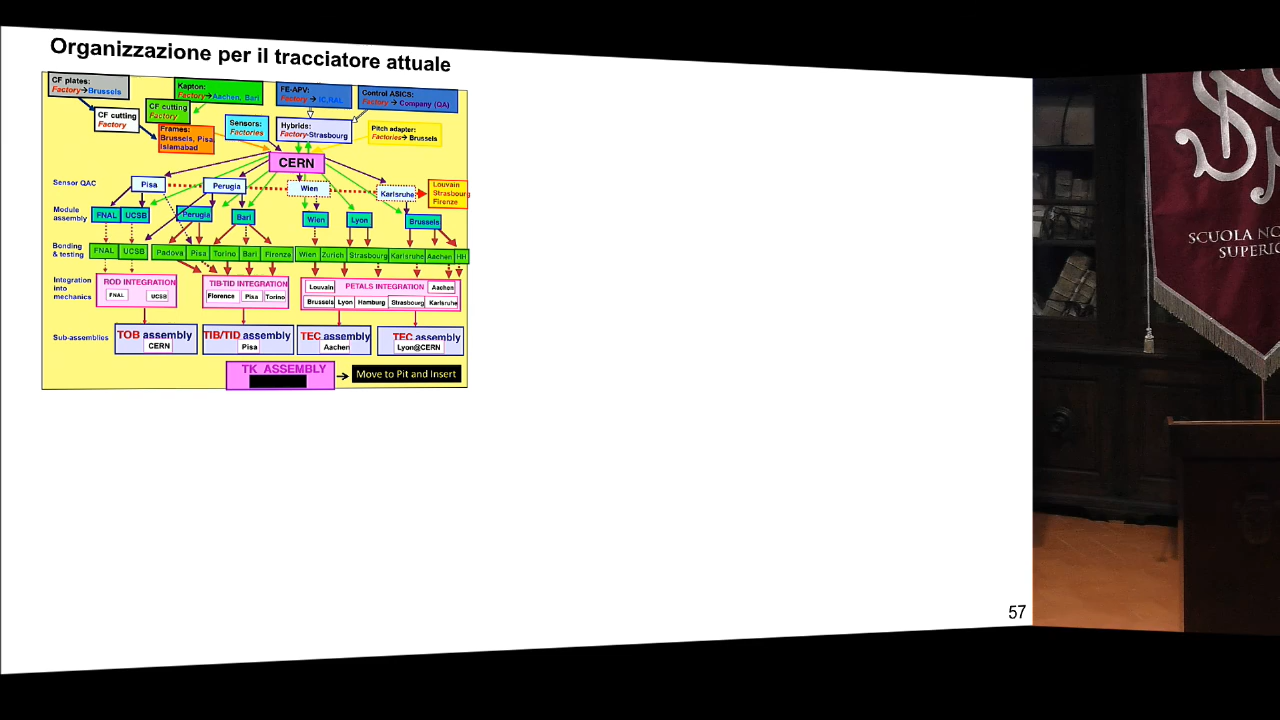 Organizzazione per il tracciatore attuale
CF plates:
Factory→Brussels
Kapton:
Factory→Aachen, Bari
FE-APV:
Factory → IC,RAL
Control ASICS:
Factory → Company (QA)
CF cutting
Factory
CF cutting
Factory
Frames:
Brussels, Pisa,
Islamabad
Sensors:
Factories
Hybrids:
Factory-Strasbourg
Pitch adapter:
Factories→ Brussels
CERN
Sensor QAC
Pisa
Perugia
Wien
Karlsruhe
Louvain
Strasbourg
Firenze
Module
assembly
FNAL
UCSB
Perugia
Bari
Wien
Lyon
Brussels
Bonding
& testing
FNAL
UCSB
Padova
Pisa
Torino
Bari
Firenze
Wien
Zurich
Strasbourg
Karlsruhe
Aachen
HH
Integration
into
mechanics
ROD INTEGRATION
FNAL
UCSB
TIB-TID INTEGRATION
Florence
Pisa
Torino
Louvain
PETALS INTEGRATION
Aachen
Brussels
Lyon
Hamburg
Strasbourg
Karlsruhe
Sub-assemblies
TOB assembly
CERN
TIB/TID assembly
Pisa
TEC assembly
Aachen
TEC assembly
Lyon@CERN
TK ASSEMBLY
→ Move to Pit and Insert
57
SCUOLA NO
SUPERIO